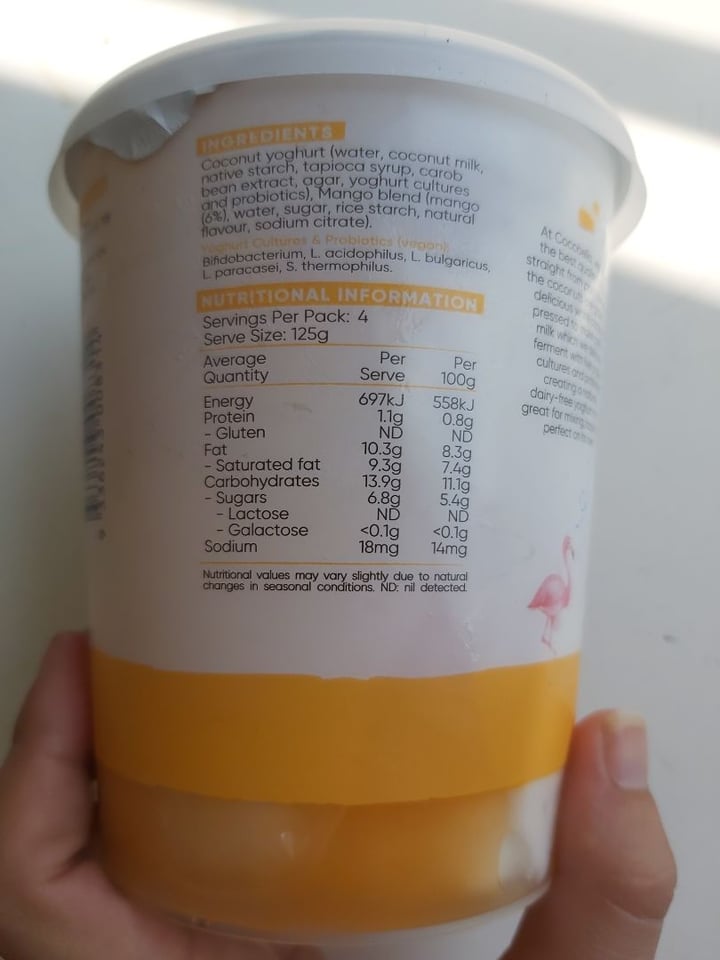 INGREDIENTS
Coconut yoghurt (water, coconut milk,
native starch, tapioca syrup, carob
bean extract, agar, yoghurt cultures
and probiotics), Mango blend (mango
(6%), water, sugar, rice starch, natural
flavour, sodium citrate).
Yoghurt Cultures & Probiotics (vegan):
Bifidobacterium, L. acidophilus, L. bulgaricus,
L. paracasei, S. thermophilus.
NUTRITIONAL INFORMATION
Servings Per Pack: 4
Serve Size: 125g
Average Quantity Per Serve Per 100g
Energy 697kJ 558kJ
Protein 1.1g 0.8g
- Gluten ND ND
Fat 10.3g 8.3g
- Saturated fat 9.3g 7.4g
Carbohydrates 13.9g 11.1g
- Sugars 6.8g 5.4g
- Lactose ND ND
- Galactose <0.1g <0.1g
Sodium 18mg 14mg
Nutritional values may vary slightly due to natural
changes in seasonal conditions. ND: nil detected.
At
the best
straight from
the
delicious
pressed
milk which
ferment with
cultures and
creating a
dairy-free
great for
perfect on